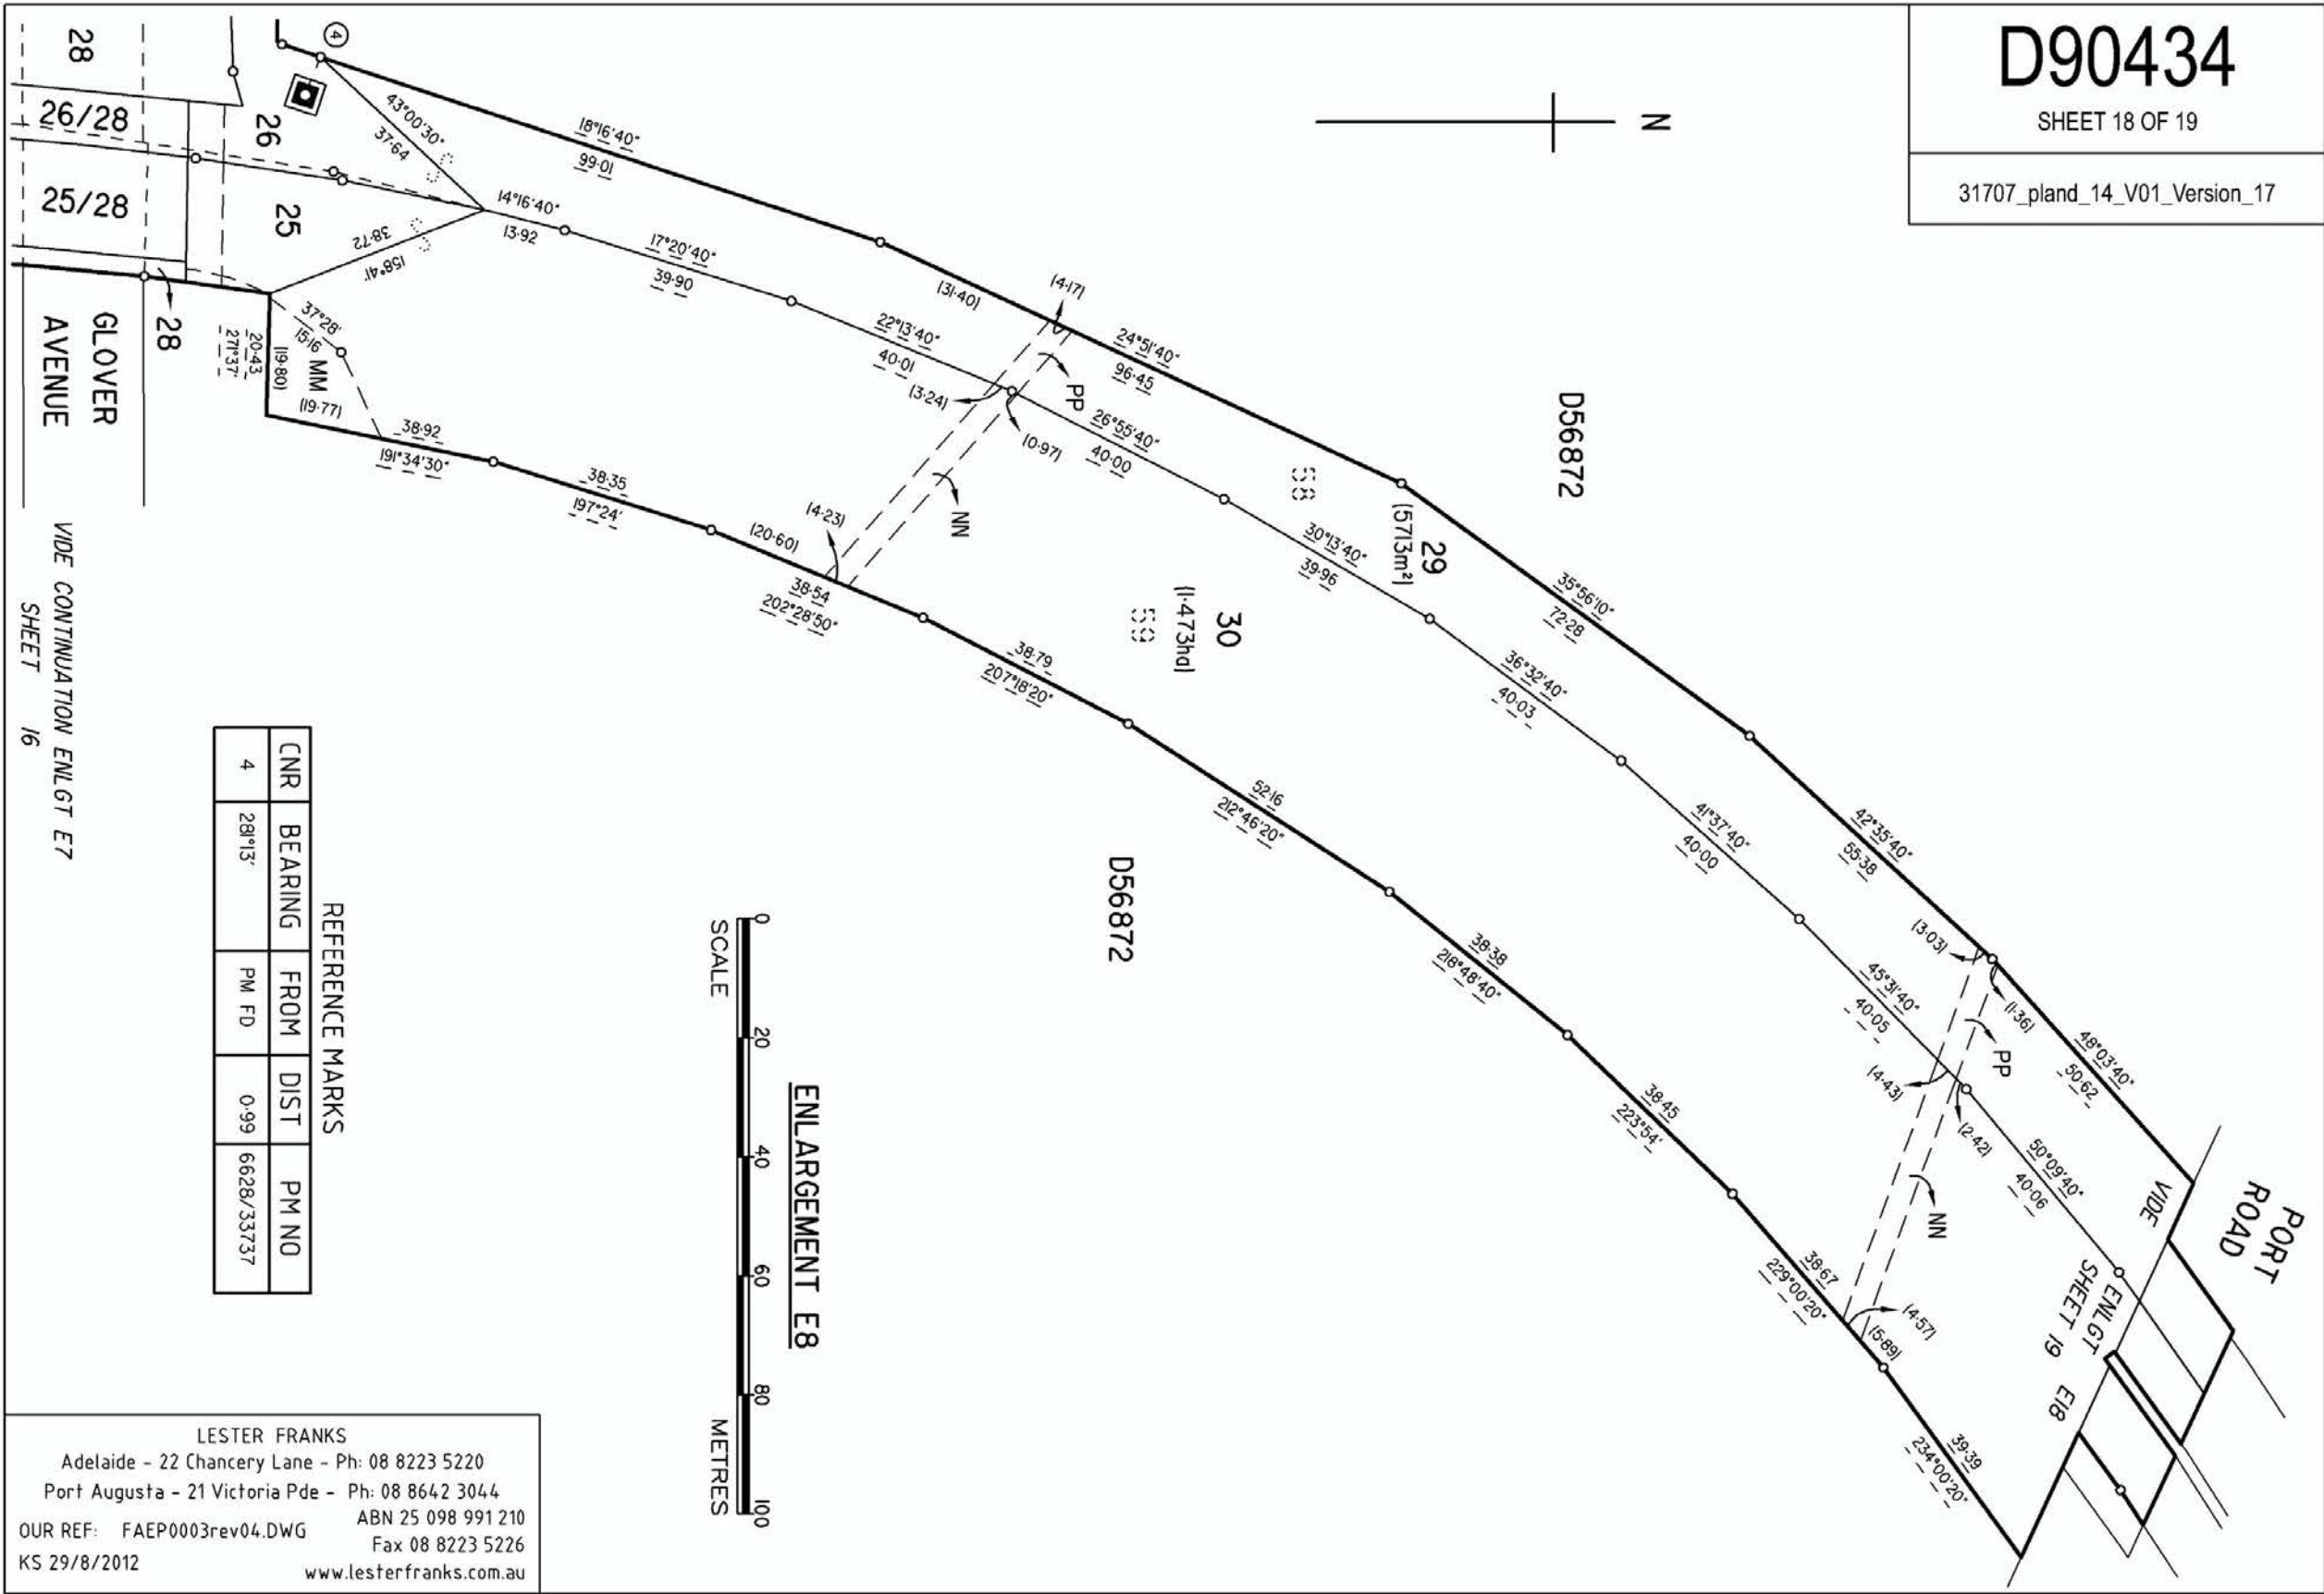 D90434
SHEET 18 OF 19
31707_pland_14_V01_Version_17
N
4
28
26/28
25/28
26
25
28
GLOVER
AVENUE
43°00'30"
37·64
18°16'40"
99·01
38·72
158°41'
14°16'40"
13·92
17°20'40"
39·90
22°13'40"
40·01
(31·40)
(4·17)
24°51'40"
96·45
PP
(3·24)
(0·97)
NN
26°55'40"
40·00
37°28'
15·16
MM
(19·80)
20·43
271°37'
(19·77)
38·92
191°34'30"
38·35
197°24'
(20·60)
(4·23)
38·54
202°28'50"
38·79
207°18'20"
52·16
212°46'20"
38·38
218°48'40"
38·45
223°54'
38·67
229°00'20"
(5·89)
(4·57)
39·39
234°00'20"
D56872
58
29
(5713m²)
30
(1·473ha)
59
D56872
30°13'40"
39·96
36°32'40"
40·03
41°37'40"
40·00
45°31'40"
40·05
50°09'40"
40·06
35°56'10"
72·28
42°35'40"
55·38
(3·03)
(1·36)
PP
48°03'40"
50·62
(4·43)
(2·42)
NN
PORT
ROAD
VIDE ENLGT E18
SHEET 19
VIDE CONTINUATION ENLGT E7
SHEET 16
REFERENCE MARKS
CNR BEARING FROM DIST PM NO
4 281°13' PM FD 0·99 6628/33737
ENLARGEMENT E8
0 20 40 60 80 100
SCALE METRES
LESTER FRANKS
Adelaide - 22 Chancery Lane - Ph: 08 8223 5220
Port Augusta - 21 Victoria Pde - Ph: 08 8642 3044
ABN 25 098 991 210
OUR REF: FAEP0003rev04.DWG
Fax 08 8223 5226
KS 29/8/2012
www.lesterfranks.com.au